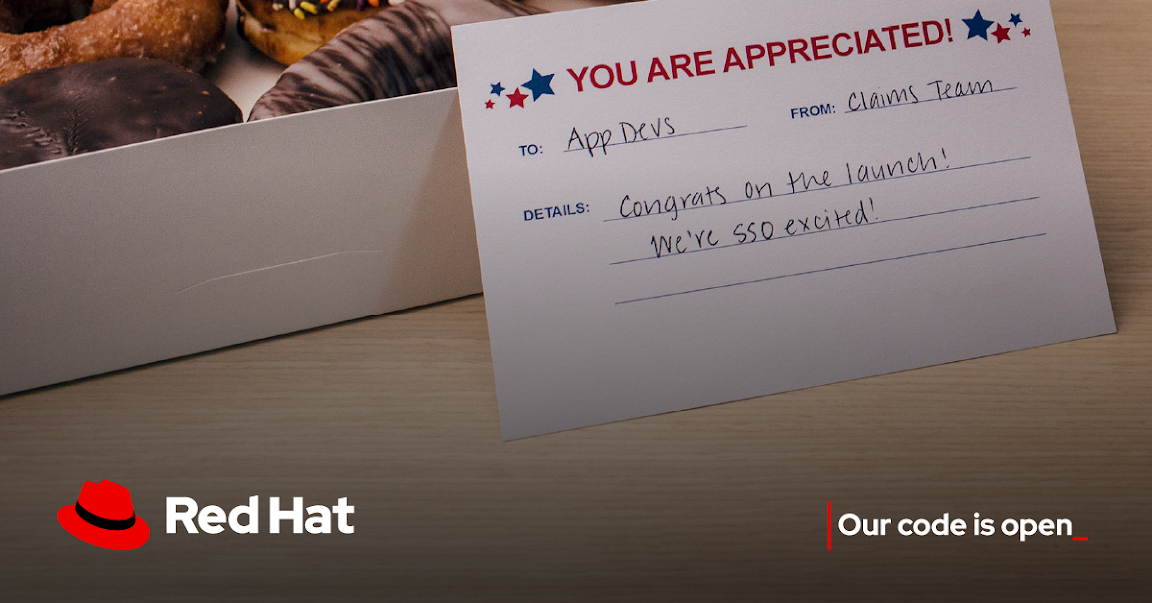 YOU ARE APPRECIATED!
TO: App Devs FROM: Claims Team
DETAILS: Congrats on the launch!
We're SSO excited!
Red Hat
Our code is open_